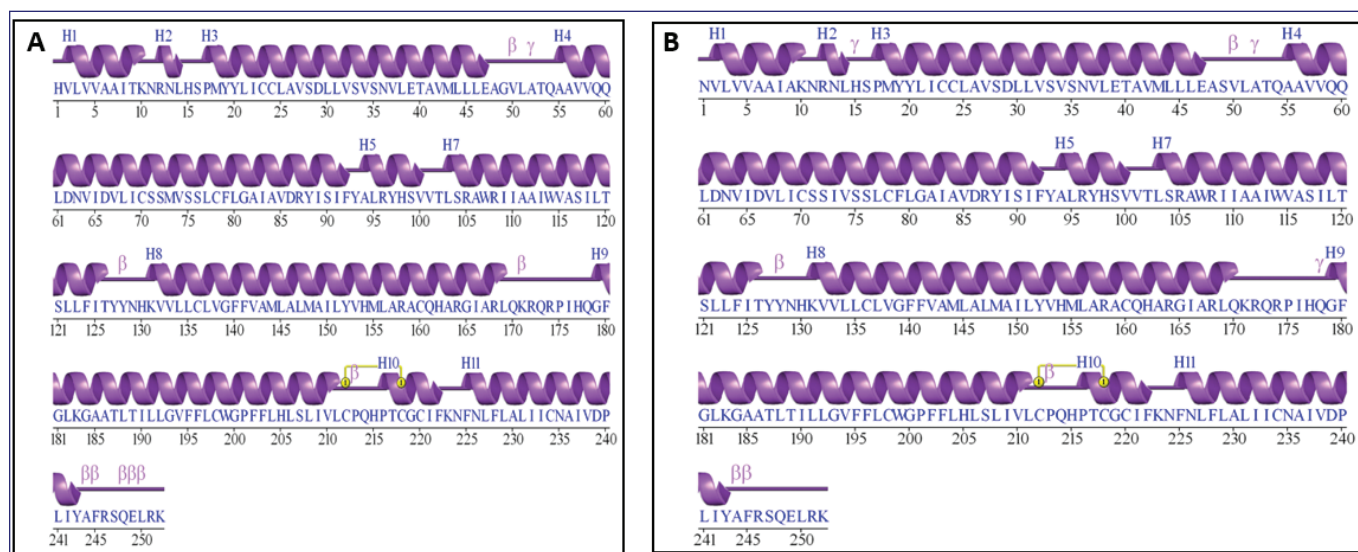 A
H1 H2 H3 β γ H4
HVLVVAAITKNRNLHSPMYYLICCLAVSDLLVSVSNVLETAVMLLLEAGVLATQAAVVQQ
1 5 10 15 20 25 30 35 40 45 50 55 60
H5 H7
LDNVIDVLICSSMVSSLCFLGAIAVDRYISIFYALRYHSVVTLSRAWRIIAAIWVASILT
61 65 70 75 80 85 90 95 100 105 110 115 120
β H8 β H9
SLLFITYYNHKVVLLCLVGFFVAMLALMAILYVHMLARACQHARGIARLQKRQRPIHQGF
121 125 130 135 140 145 150 155 160 165 170 175 180
β H10 H11
GLKGAATLTILLGVFFLCWGPFFLHLSLIVLCPQHPTCGCIFKNFNLFLALIICNAIVDP
181 185 190 195 200 205 210 215 220 225 230 235 240
ββ βββ
LIYAFRSQELRK
241 245 250
B
H1 H2 γ H3 β γ H4
NVLVVAAIAKNRNLHSPMYYLICCLAVSDLLVSVSNVLETAVMLLLEASVLATQAAVVQQ
1 5 10 15 20 25 30 35 40 45 50 55 60
H5 H7
LDNVIDVLICSSIVSSLCFLGAIAVDRYISIFYALRYHSVVTLSRAWRIIAAIWVASILT
61 65 70 75 80 85 90 95 100 105 110 115 120
β H8 γ H9
SLLFITYYNHKVVLLCLVGFFVAMLALMAILYVHMLARACQHARGIARLQKRQRPIHQGF
121 125 130 135 140 145 150 155 160 165 170 175 180
β H10 H11
GLKGAATLTILLGVFFLCWGPFFLHLSLIVLCPQHPTCGCIFKNFNLFLALIICNAIVDP
181 185 190 195 200 205 210 215 220 225 230 235 240
ββ
LIYAFRSQELRK
241 245 250